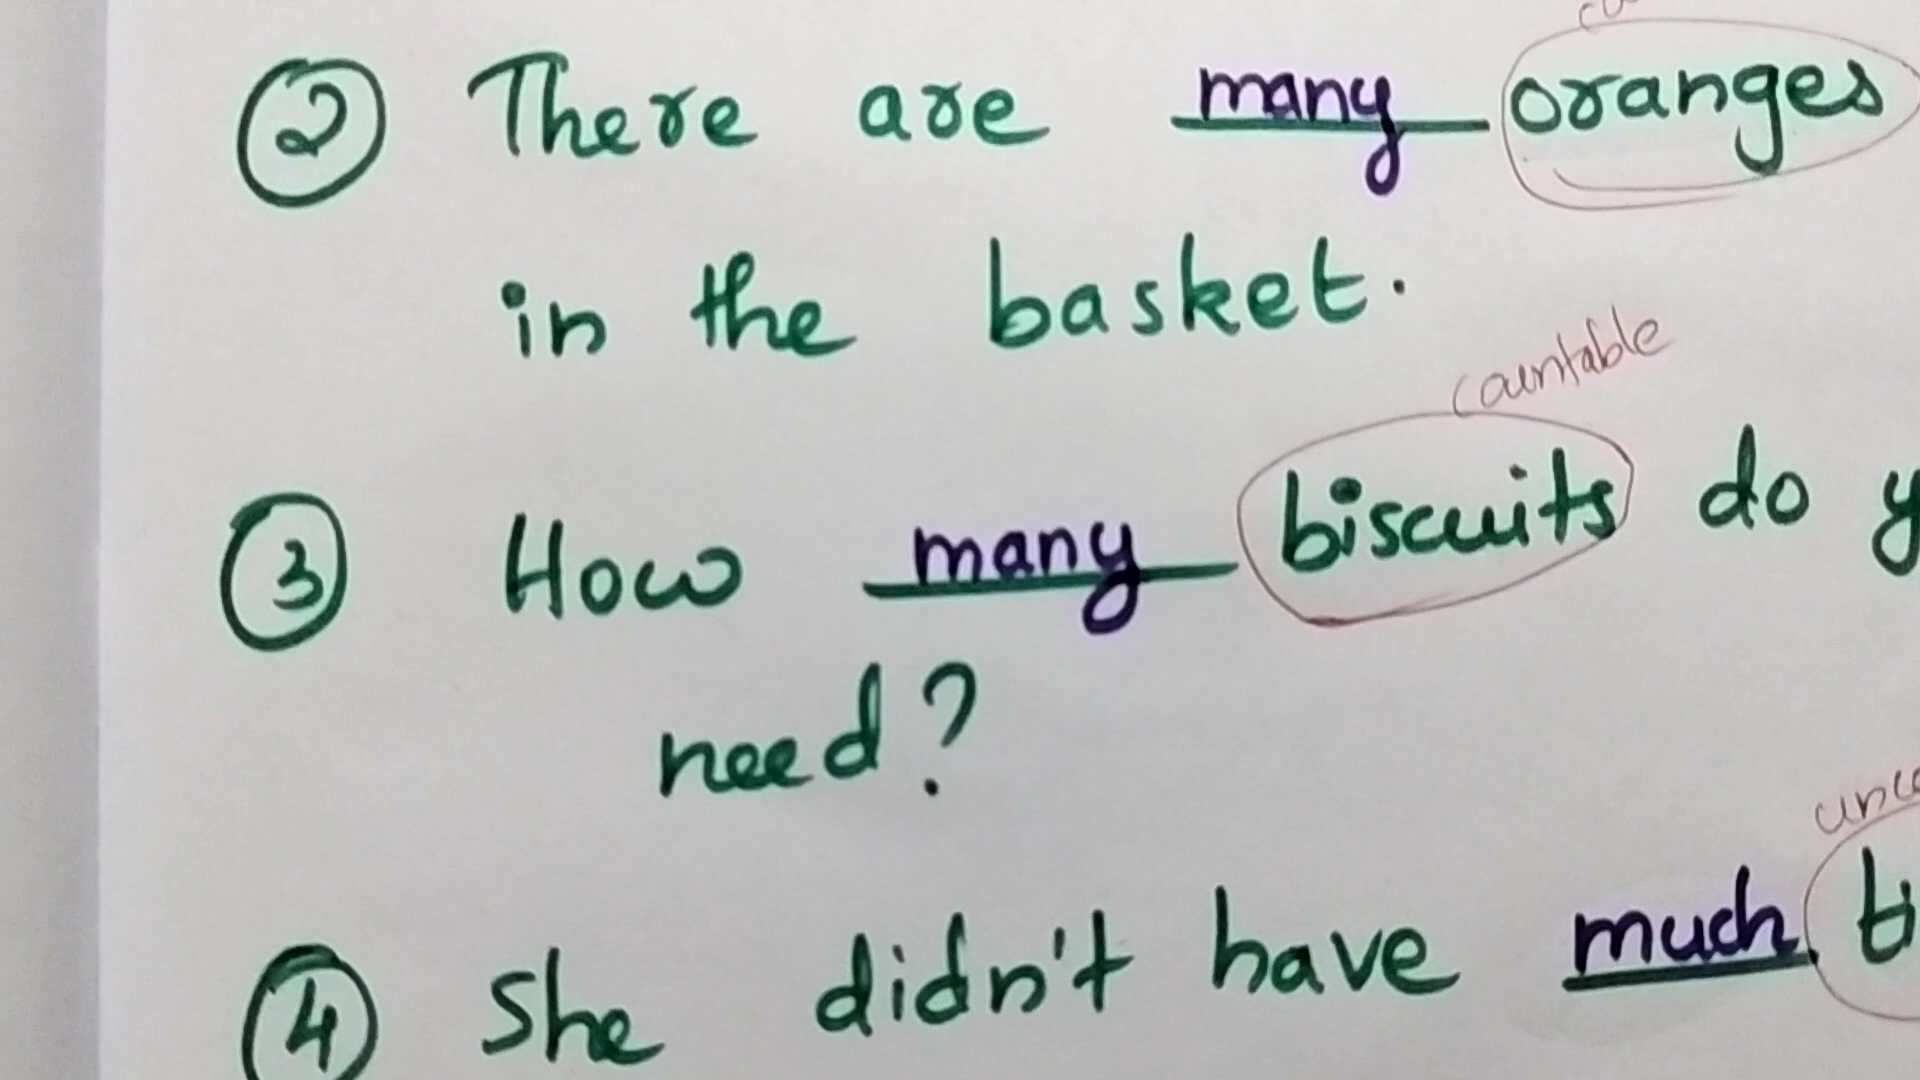 ② There are many oranges
in the basket.
countable
③ How many biscuits do
need?
④ She didn't have much